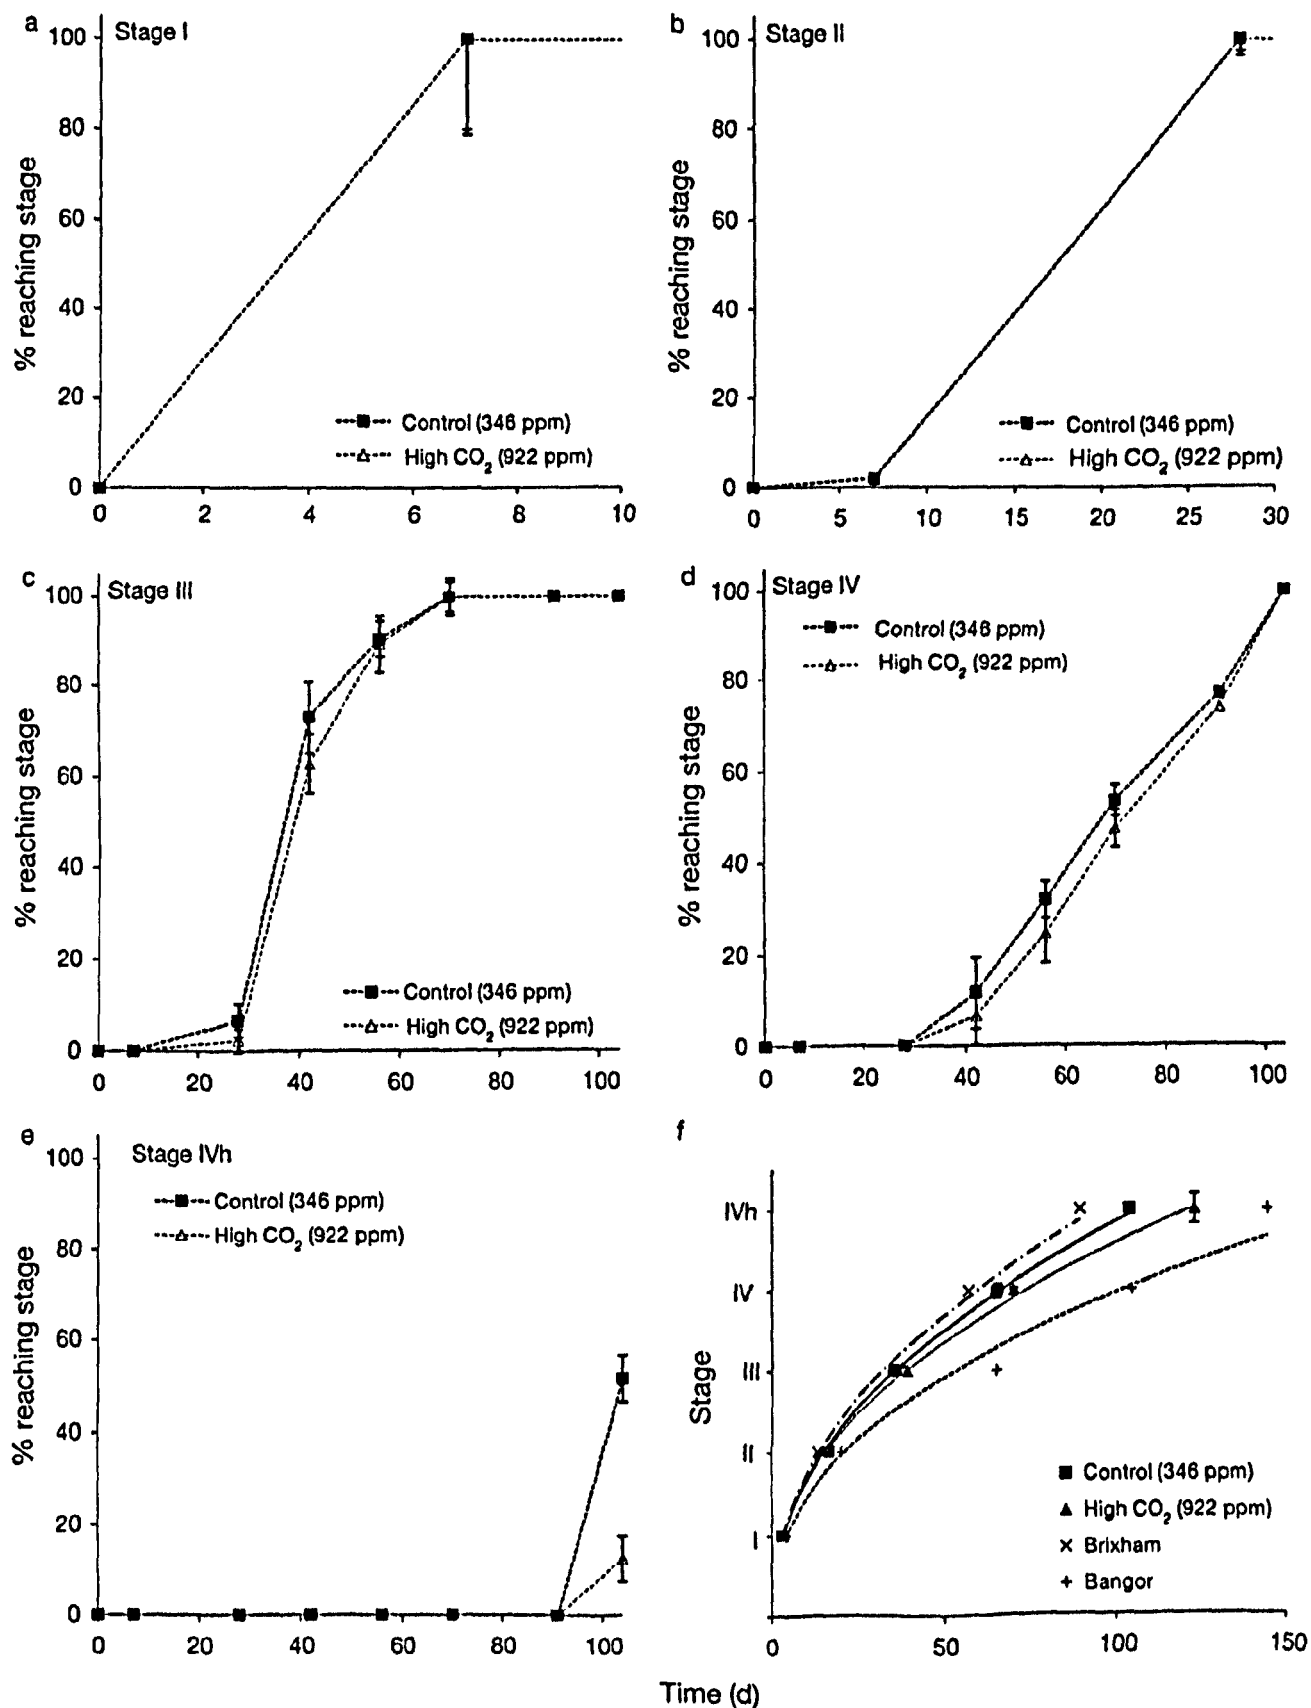 a
Stage I
100
80
60
40
20
0
% reaching stage
Control (346 ppm)
High CO2 (922 ppm)
0 2 4 6 8 10
b
Stage II
100
80
60
40
20
0
% reaching stage
Control (346 ppm)
High CO2 (922 ppm)
0 5 10 15 20 25 30
c
Stage III
100
80
60
40
20
0
% reaching stage
Control (346 ppm)
High CO2 (922 ppm)
0 20 40 60 80 100
d
Stage IV
100
80
60
40
20
0
% reaching stage
Control (346 ppm)
High CO2 (922 ppm)
0 20 40 60 80 100
e
Stage IVh
100
80
60
40
20
0
% reaching stage
Control (346 ppm)
High CO2 (922 ppm)
0 20 40 60 80 100
f
IVh
IV
III
II
I
Stage
Control (346 ppm)
High CO2 (922 ppm)
Brixham
Bangor
0 50 100 150
Time (d)